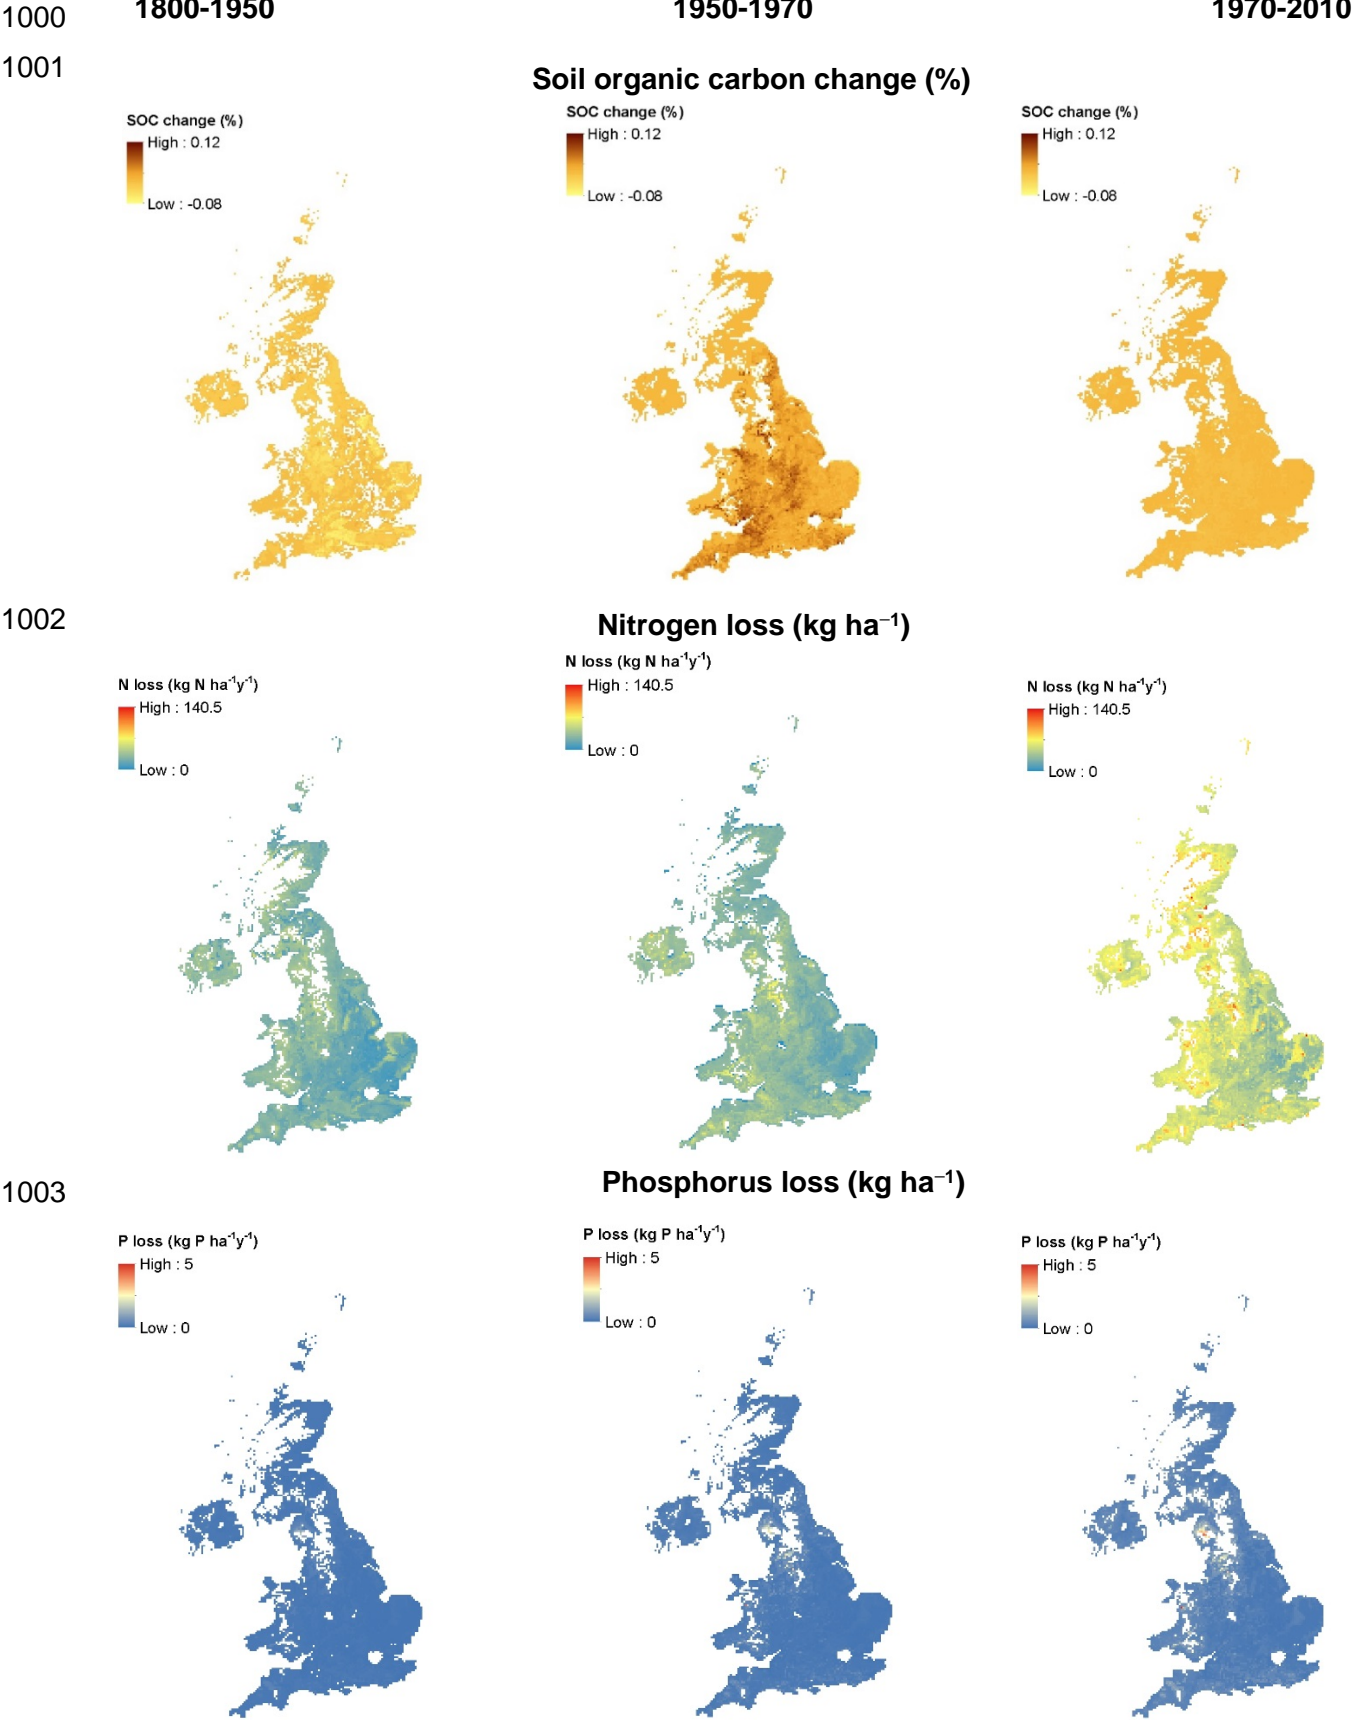 1000 1800-1950 1950-1970 1970-2010
1001
Soil organic carbon change (%)
SOC change (%) SOC change (%) SOC change (%)
High : 0.12 High : 0.12 High : 0.12
Low : -0.08 Low : -0.08 Low : -0.08
1002 Nitrogen loss (kg ha⁻¹)
N loss (kg N ha⁻¹y⁻¹) N loss (kg N ha⁻¹y⁻¹) N loss (kg N ha⁻¹y⁻¹)
High : 140.5 High : 140.5 High : 140.5
Low : 0 Low : 0 Low : 0
1003 Phosphorus loss (kg ha⁻¹)
P loss (kg P ha⁻¹y⁻¹) P loss (kg P ha⁻¹y⁻¹) P loss (kg P ha⁻¹y⁻¹)
High : 5 High : 5 High : 5
Low : 0 Low : 0 Low : 0